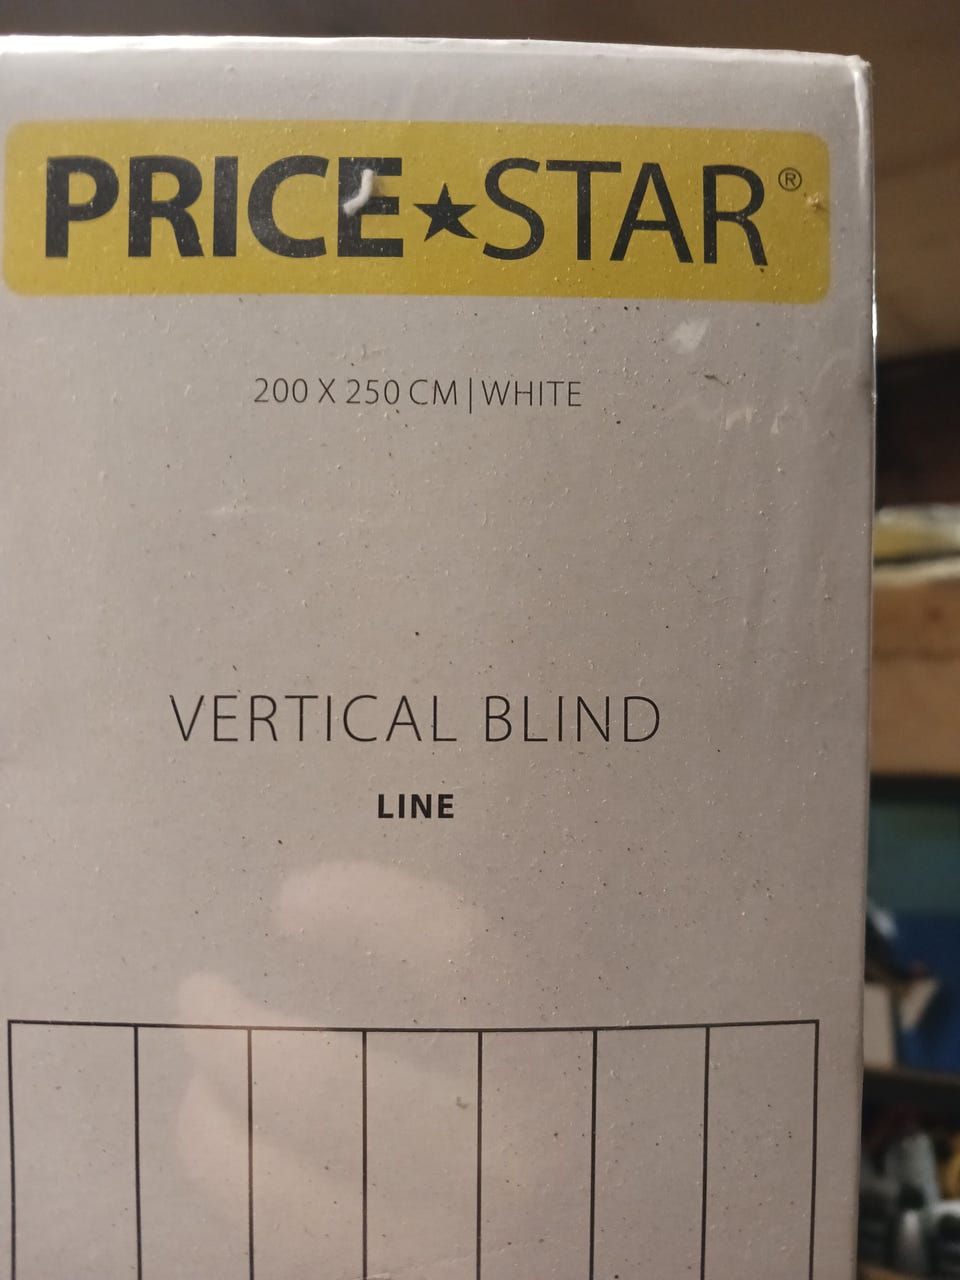 PRICE★STAR®
200 X 250 CM|WHITE
VERTICAL BLIND
LINE